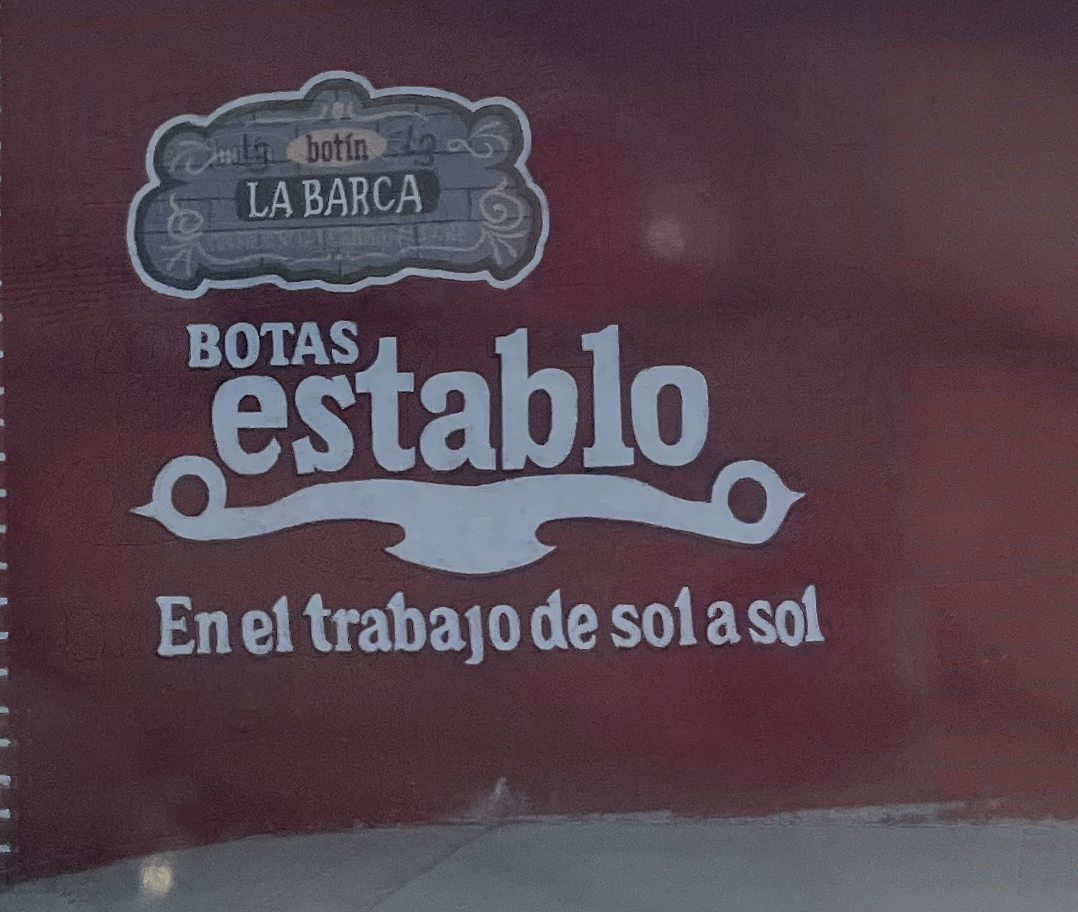 botín
LA BARCA
BOTAS
establo
En el trabajo de sol a sol